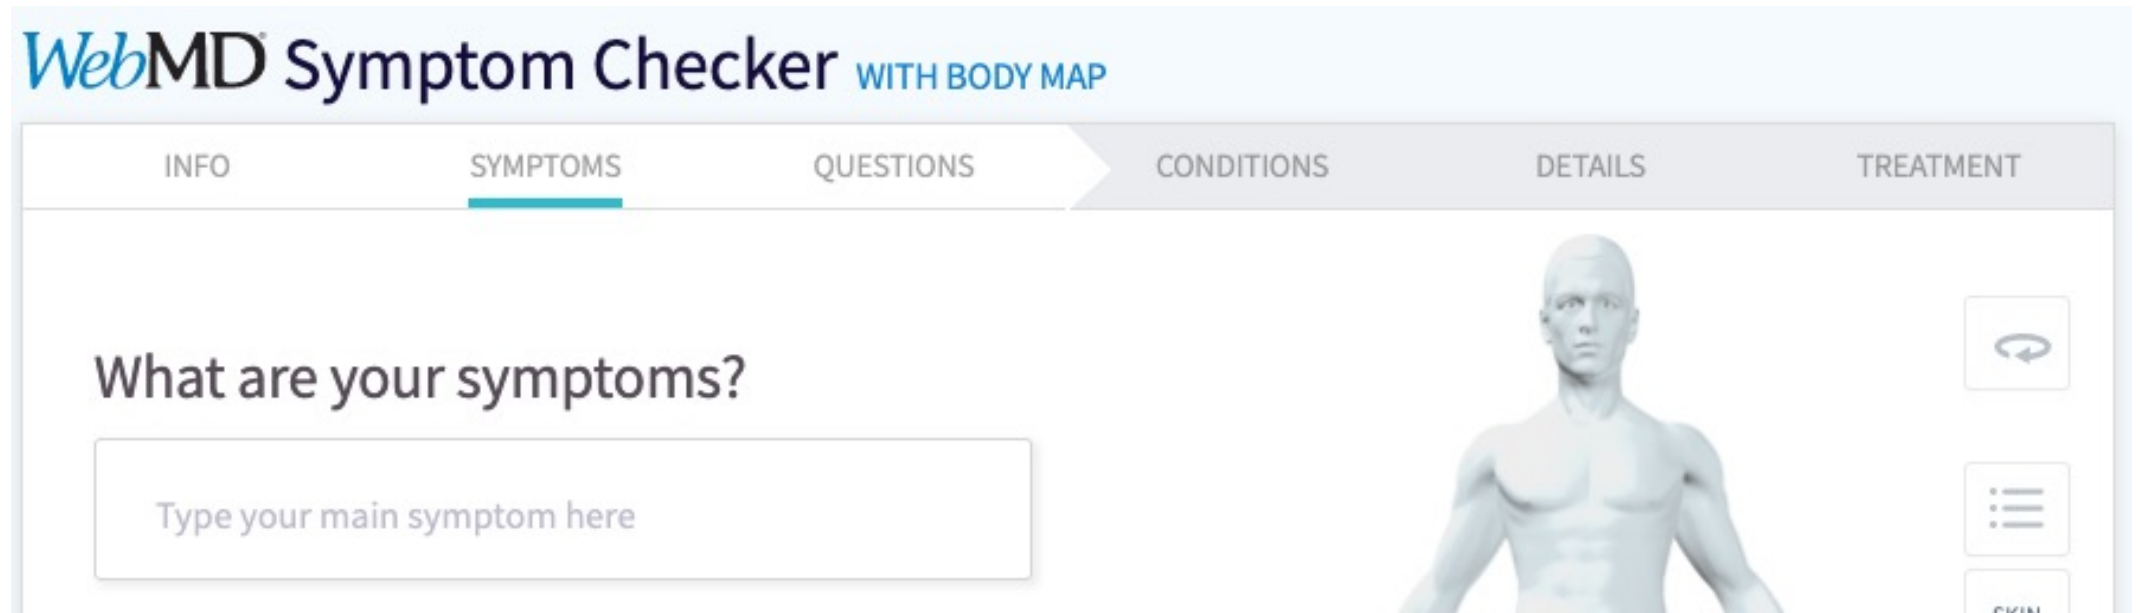 WebMD Symptom Checker WITH BODY MAP
INFO SYMPTOMS QUESTIONS CONDITIONS DETAILS TREATMENT
What are your symptoms?
Type your main symptom here
SKIN